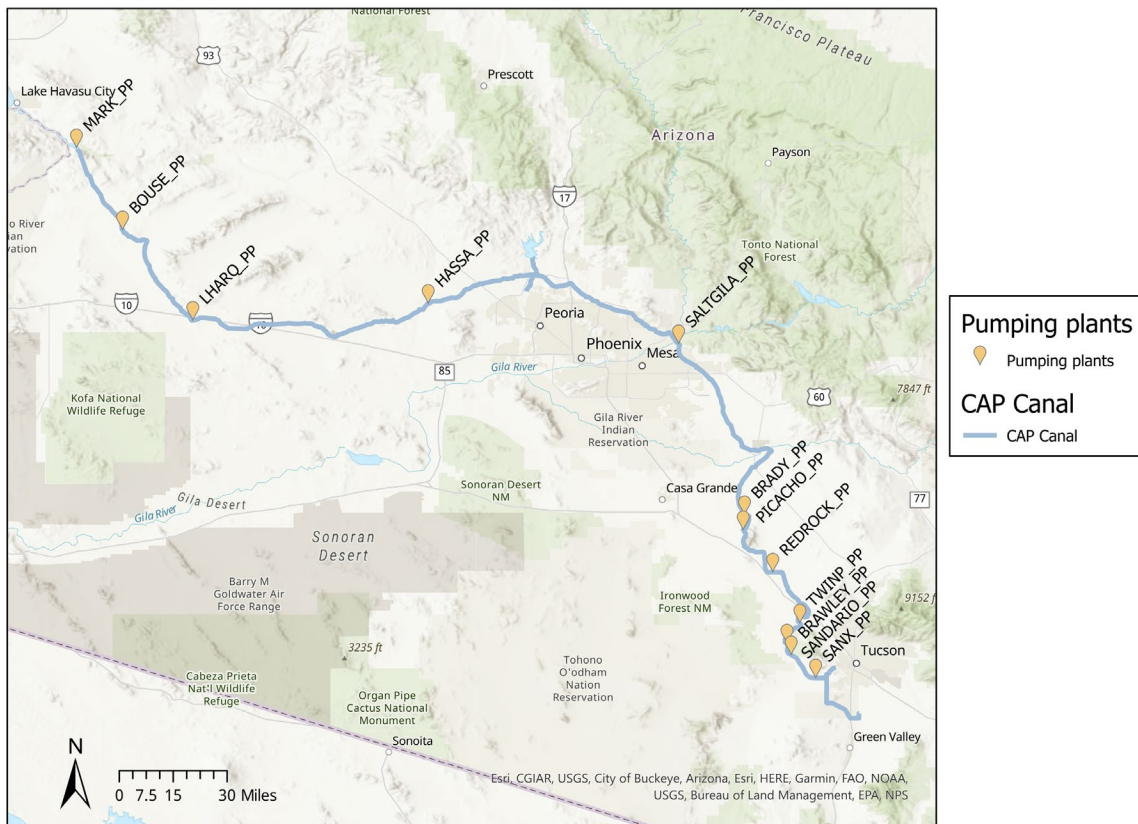 National Forest
Francisco Plateau
93
Prescott
Lake Havasu City
MARK_PP
Arizona
Payson
BOUSE_PP
17
o River
ian
vation
Tonto National
Forest
LHARQ_PP
HASSA_PP
SALTGILA_PP
10
Peoria
Phoenix
Mesa
85
Gila River
60
7847 ft
Kofa National
Wildlife Refuge
Gila River
Indian
Reservation
BRADY_PP
PICACHO_PP
Sonoran Desert
NM
Casa Grande
77
Gila Desert
Gila River
REDROCK_PP
Sonoran
Desert
Barry M
Goldwater Air
Force Range
Ironwood
Forest NM
TWINP_PP
BRAWLEY_PP
SANDARIO_PP
SANX_PP
9152 f
3235 ft
Tucson
Cabeza Prieta
Nat'l Wildlife
Refuge
Tohono
O'odham
Nation
Reservation
Organ Pipe
Cactus National
Monument
Sonoita
Green Valley
N
0 7.5 15 30 Miles
Esri, CGIAR, USGS, City of Buckeye, Arizona, Esri, HERE, Garmin, FAO, NOAA,
USGS, Bureau of Land Management, EPA, NPS
Pumping plants
Pumping plants
CAP Canal
CAP Canal